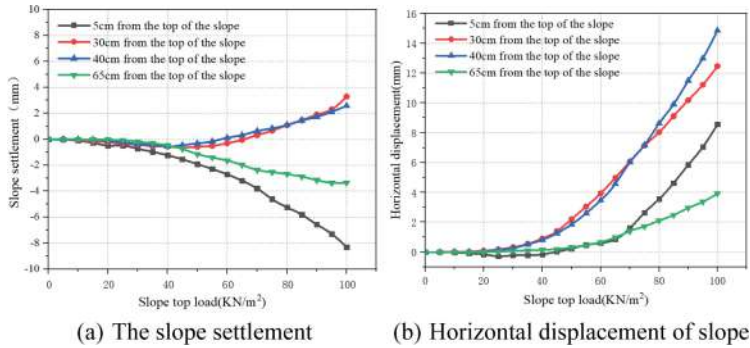 5cm from the top of the slope
30cm from the top of the slope
40cm from the top of the slope
65cm from the top of the slope
Slope settlement （mm）
6
4
2
0
-2
-4
-6
-8
-10
0 20 40 60 80 100
Slope top load(KN/m²)
(a) The slope settlement
5cm from the top of the slope
30cm from the top of the slope
40cm from the top of the slope
65cm from the top of the slope
Horizontal displacement(mm)
16
14
12
10
8
6
4
2
0
0 20 40 60 80 100
Slope top load(KN/m²)
(b) Horizontal displacement of slope